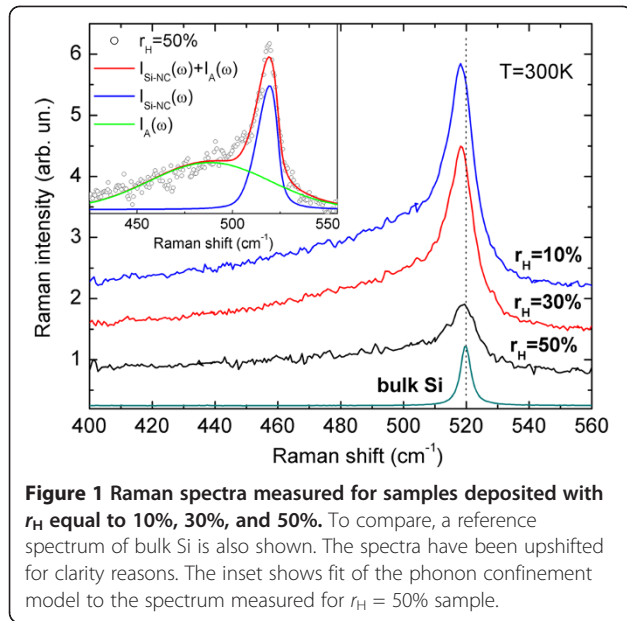 r_H=50%
I_Si-NC(ω)+I_A(ω)
I_Si-NC(ω)
I_A(ω)
450 500 550
Raman shift (cm⁻¹)
T=300K
6
5
4
3
2
1
Raman intensity (arb. un.)
r_H=10%
r_H=30%
r_H=50%
bulk Si
400 420 440 460 480 500 520 540 560
Raman shift (cm⁻¹)
Figure 1 Raman spectra measured for samples deposited with
r_H equal to 10%, 30%, and 50%. To compare, a reference
spectrum of bulk Si is also shown. The spectra have been upshifted
for clarity reasons. The inset shows fit of the phonon confinement
model to the spectrum measured for r_H = 50% sample.